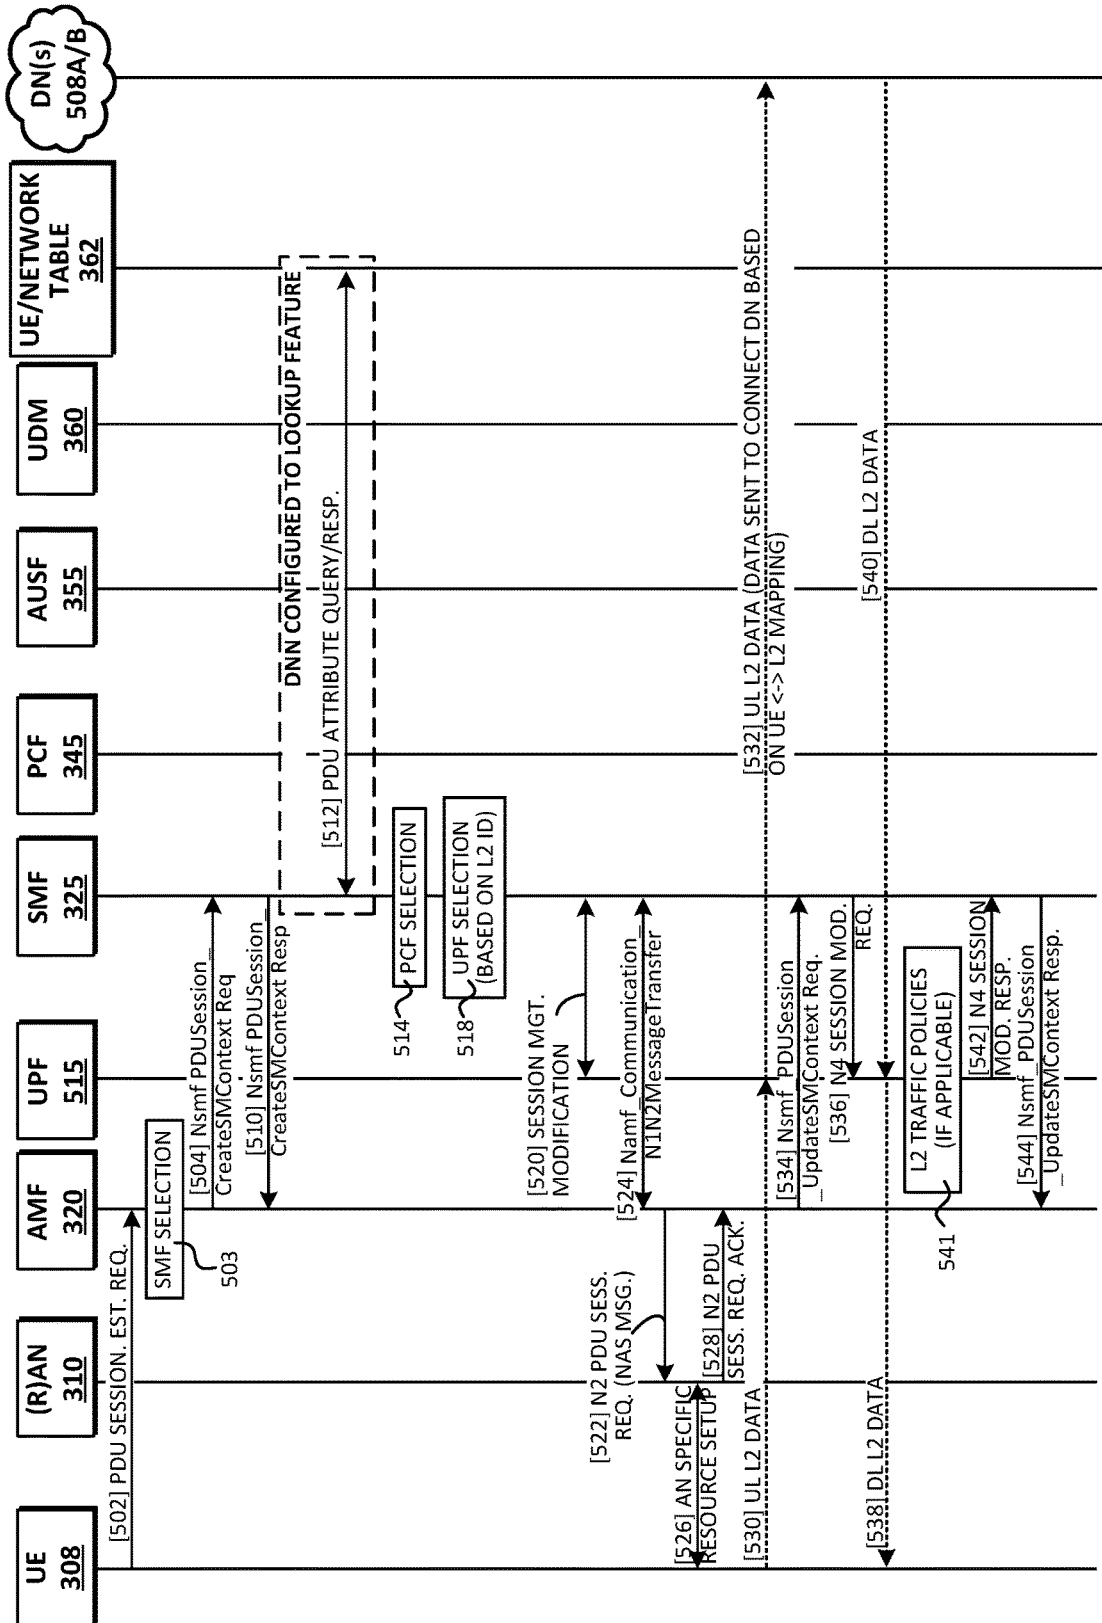 UE
308
(R)AN
310
AMF
320
UPF
515
SMF
325
PCF
345
AUSF
355
UDM
360
UE/NETWORK
TABLE
362
DN(s)
508A/B
[502] PDU SESSION. EST. REQ.
SMF SELECTION
503
[504] Nsmf PDUSession_
CreateSMContext Req
[510] Nsmf PDUSession_
CreateSMContext Resp
DNN CONFIGURED TO LOOKUP FEATURE
[512] PDU ATTRIBUTE QUERY/RESP.
514
PCF SELECTION
518
UPF SELECTION
(BASED ON L2 ID)
[520] SESSION MGT.
MODIFICATION
[524] Namf_Communication_
N1N2MessageTransfer
[522] N2 PDU SESS.
REQ. (NAS MSG.)
[526] AN SPECIFIC
RESOURCE SETUP
[528] N2 PDU
SESS. REQ. ACK.
[530] UL L2 DATA
[532] UL L2 DATA (DATA SENT TO CONNECT DN BASED
ON UE <-> L2 MAPPING)
[534] Nsmf_PDUSession
_UpdateSMContext Req.
[536] N4 SESSION MOD.
REQ.
[538] DL L2 DATA
[540] DL L2 DATA
541
L2 TRAFFIC POLICIES
(IF APPLICABLE)
[542] N4 SESSION
MOD. RESP.
[544] Nsmf_PDUSession
_UpdateSMContext Resp.